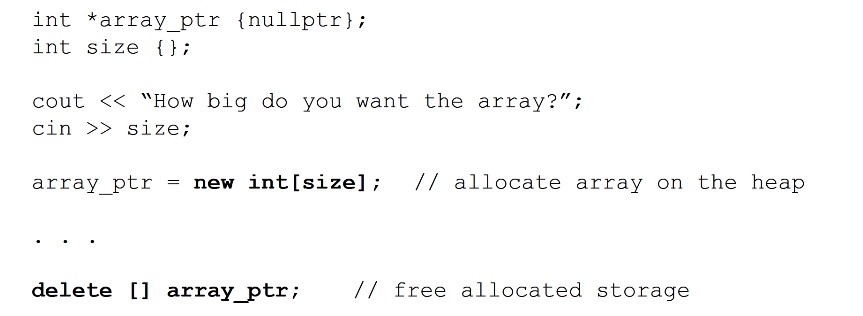 int *array_ptr {nullptr};
int size {};
cout << “How big do you want the array?”;
cin >> size;
array_ptr = new int[size];  // allocate array on the heap
. . .
delete [] array_ptr;    // free allocated storage